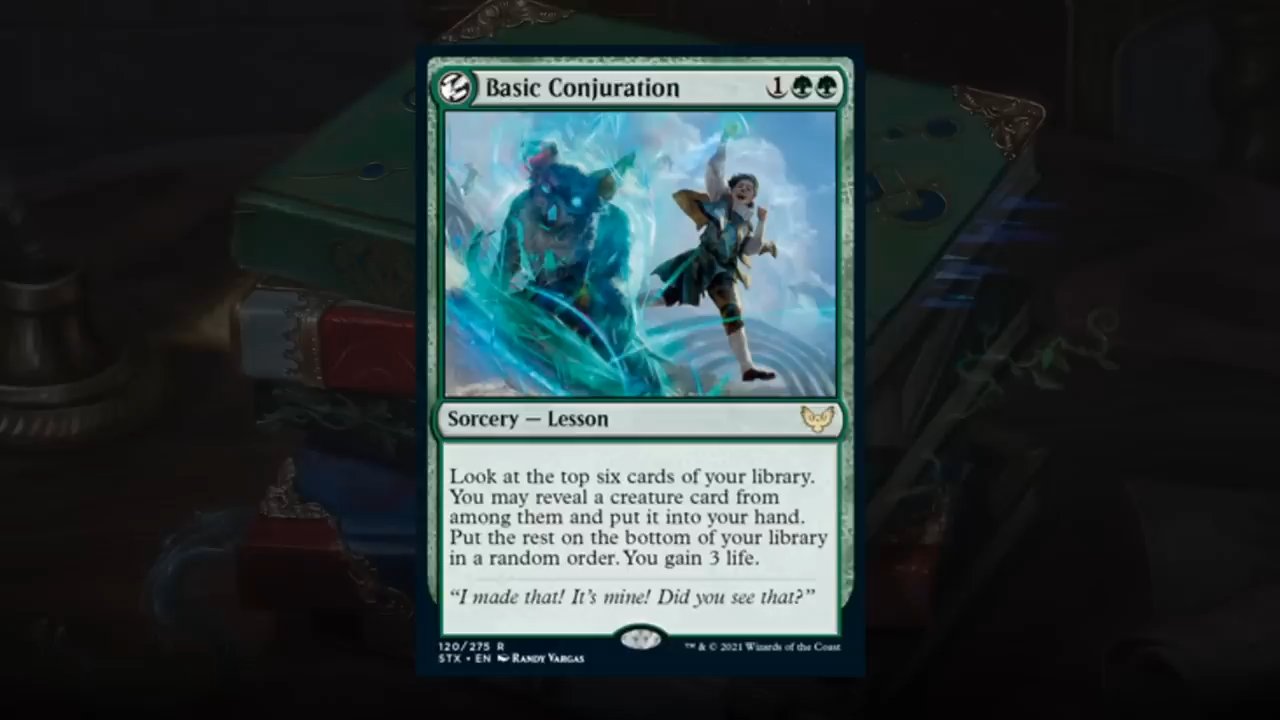 Basic Conjuration 1
Sorcery — Lesson
Look at the top six cards of your library.
You may reveal a creature card from
among them and put it into your hand.
Put the rest on the bottom of your library
in a random order. You gain 3 life.
“I made that! It’s mine! Did you see that?”
120/275 R
STX • EN Randy Vargas
™ & © 2021 Wizards of the Coast